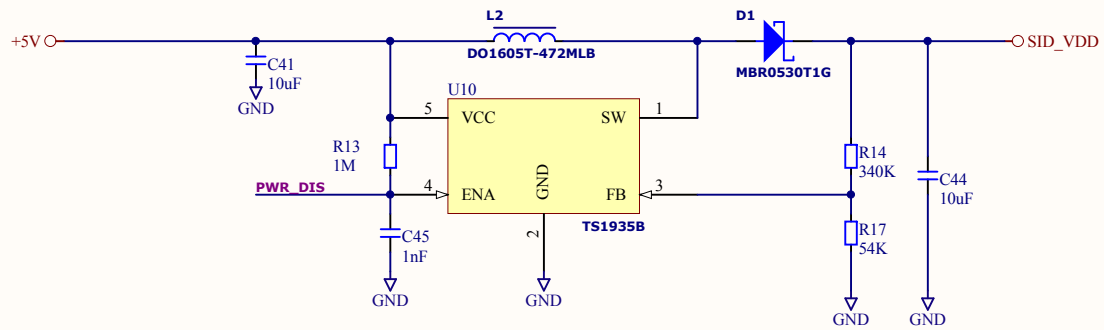 L2
D1
+5V
SID_VDD
DO1605T-472MLB
MBR0530T1G
C41
10uF
GND
U10
5
VCC
SW
1
R13
1M
R14
340K
PWR_DIS
4
ENA
GND
FB
3
C44
10uF
C45
1nF
2
TS1935B
R17
54K
GND
GND
GND
GND